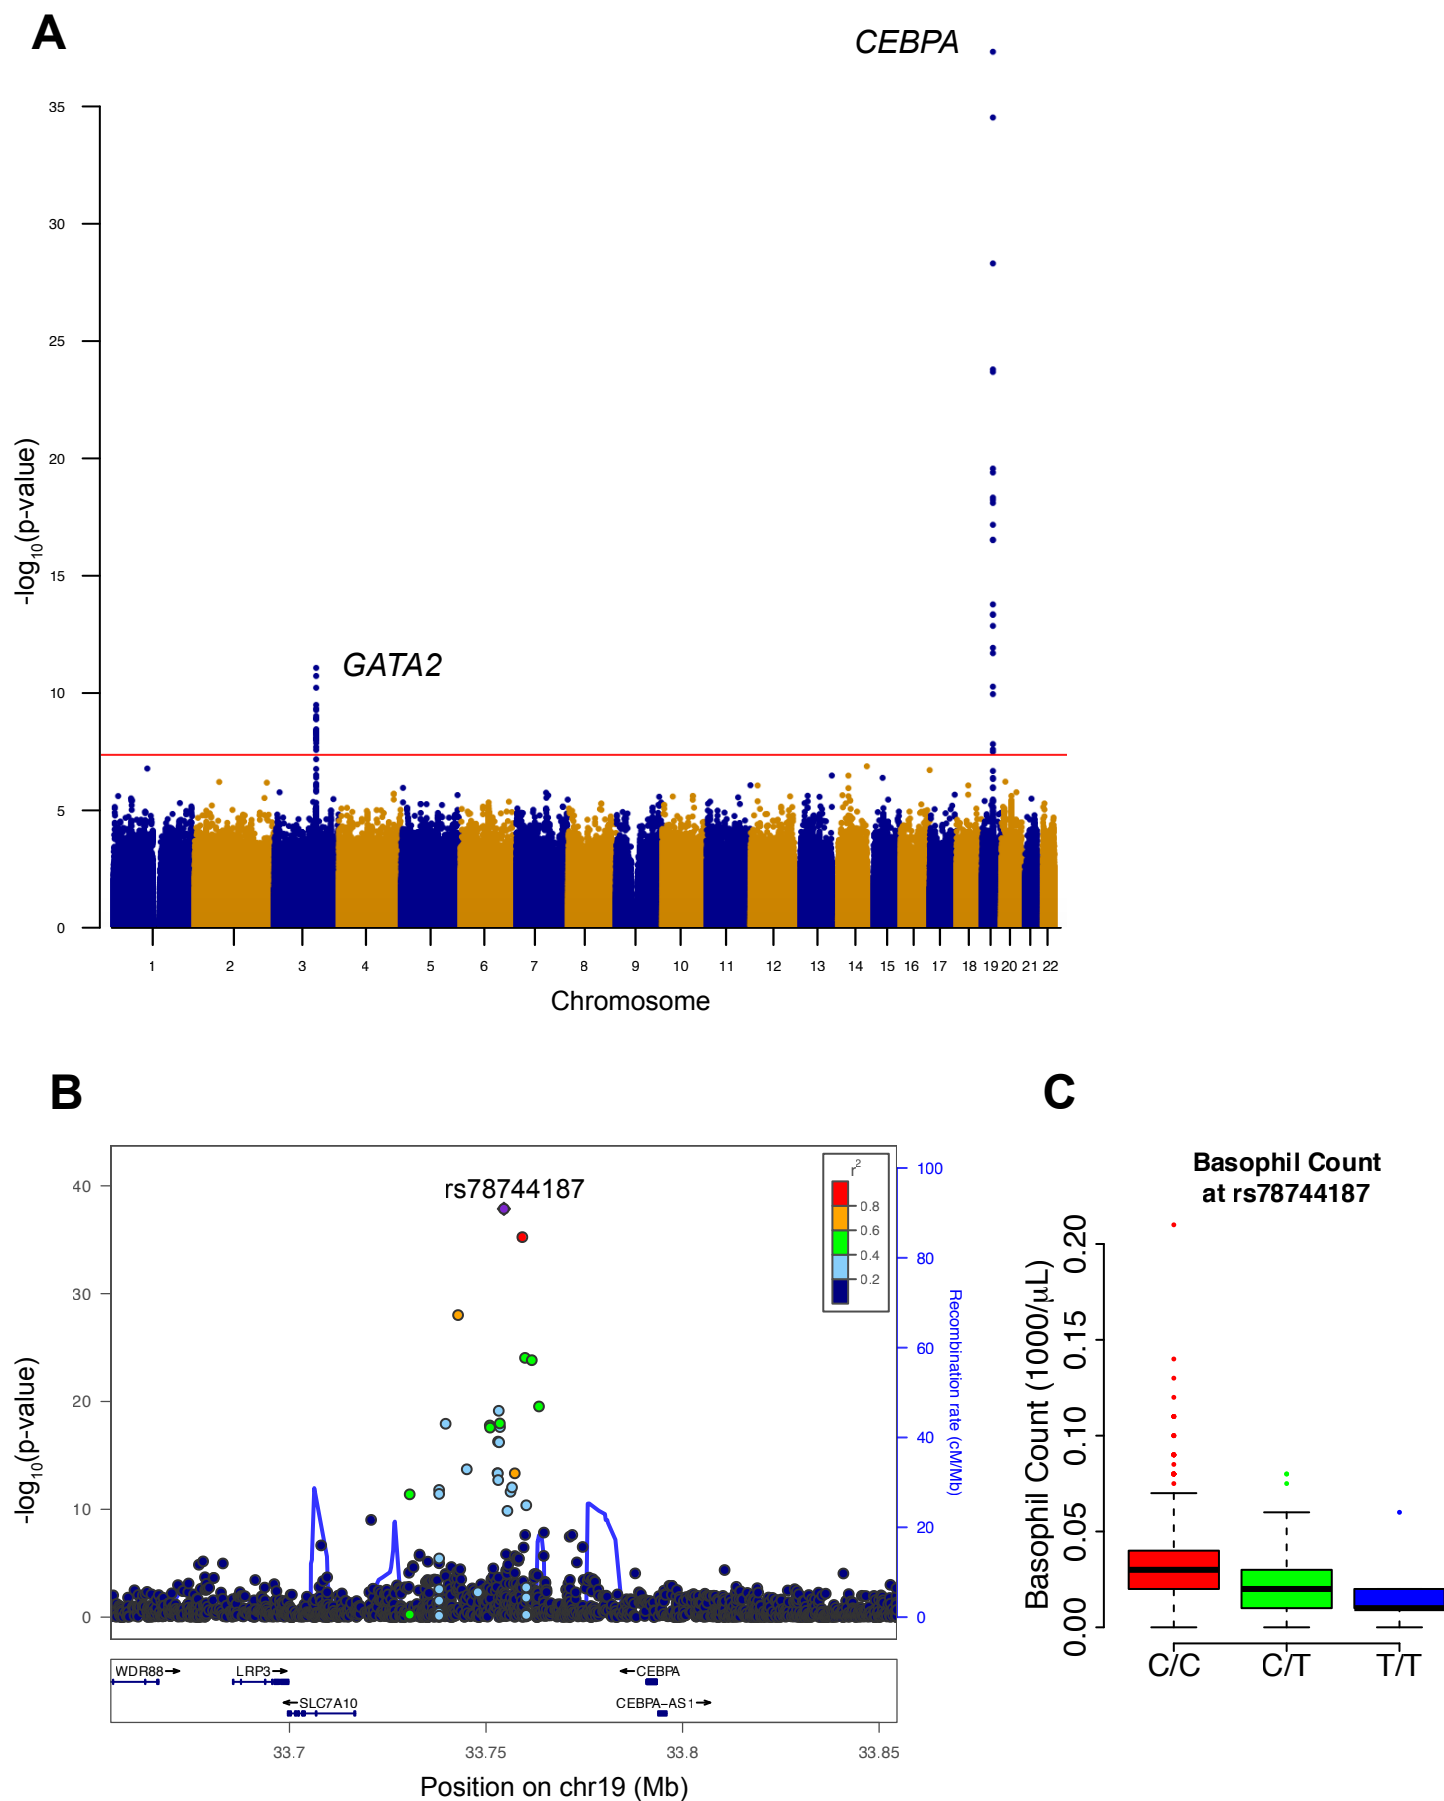 A
CEBPA
GATA2
-log10(p-value)
35
30
25
20
15
10
5
0
1 2 3 4 5 6 7 8 9 10 11 12 13 14 15 16 17 18 19 20 21 22
Chromosome
B
rs78744187
r2
0.8
0.6
0.4
0.2
-log10(p-value)
40
30
20
10
0
100
80
60
40
20
0
Recombination rate (cM/Mb)
WDR88 LRP3 CEBPA
SLC7A10 CEBPA-AS1
33.7 33.75 33.8 33.85
Position on chr19 (Mb)
C
Basophil Count
at rs78744187
Basophil Count (1000/μL)
0.20
0.15
0.10
0.05
0.00
C/C C/T T/T